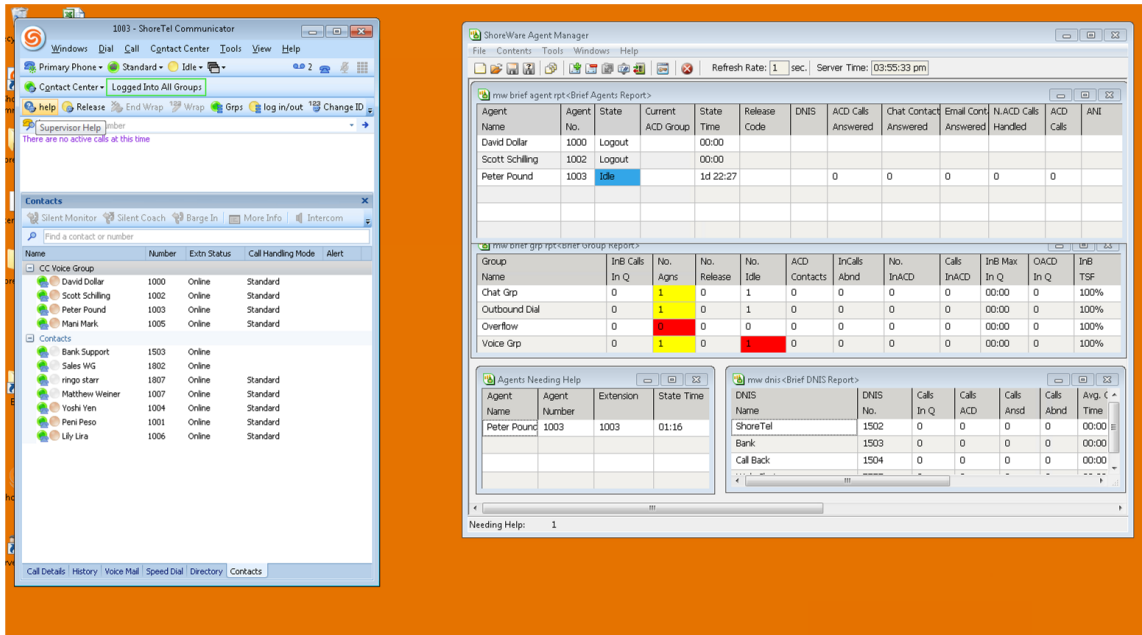 1003 - ShoreTel Communicator
Windows Dial Call Contact Center Tools View Help
Primary Phone Standard Idle 2
Contact Center Logged Into All Groups
help Release End Wrap Wrap Grps log in/out Change ID
Supervisor Help
There are no active calls at this time
Contacts
Silent Monitor Silent Coach Barge In More Info Intercom
Find a contact or number
Name Number Extn Status Call Handling Mode Alert
CC Voice Group
David Dollar 1000 Online Standard
Scott Schilling 1002 Online Standard
Peter Pound 1003 Online Standard
Mani Mark 1005 Online Standard
Contacts
Bank Support 1503 Online
Sales WG 1802 Online
ringo starr 1807 Online Standard
Matthew Weiner 1007 Online Standard
Yoshi Yen 1004 Online Standard
Peni Peso 1001 Online Standard
Lily Lira 1006 Online Standard
Call Details History Voice Mail Speed Dial Directory Contacts
ShoreWare Agent Manager
File Contents Tools Windows Help
Refresh Rate: 1 sec. Server Time: 03:55:33 pm
mw brief agent rpt<Brief Agents Report>
Agent Agent State Current State Release DNIS ACD Calls Chat Contact Email Cont N.ACD Calls ACD ANI
Name No. ACD Group Time Code Answered Answered Answered Handled Calls
David Dollar 1000 Logout 00:00
Scott Schilling 1002 Logout 00:00
Peter Pound 1003 Idle 1d 22:27 0 0 0 0 0
mw brief grp rpt<Brief Group Report>
Group InB Calls No. No. No. ACD InCalls No. Calls InB Max OACD InB
Name In Q Agns Release Idle Contacts Abnd InACD InACD In Q In Q TSF
Chat Grp 0 1 0 1 0 0 0 0 00:00 0 100%
Outbound Dial 0 1 0 1 0 0 0 0 00:00 0 100%
Overflow 0 0 0 0 0 0 0 0 00:00 0 100%
Voice Grp 0 1 0 1 0 0 0 0 00:00 0 100%
Agents Needing Help
Agent Agent Extension State Time
Name Number
Peter Pound 1003 1003 01:16
mw dnis<Brief DNIS Report>
DNIS DNIS Calls Calls Calls Calls Avg.
Name No. In Q ACD Ansd Abnd Time
ShoreTel 1502 0 0 0 0 00:00
Bank 1503 0 0 0 0 00:00
Call Back 1504 0 0 0 0 00:00
Needing Help: 1